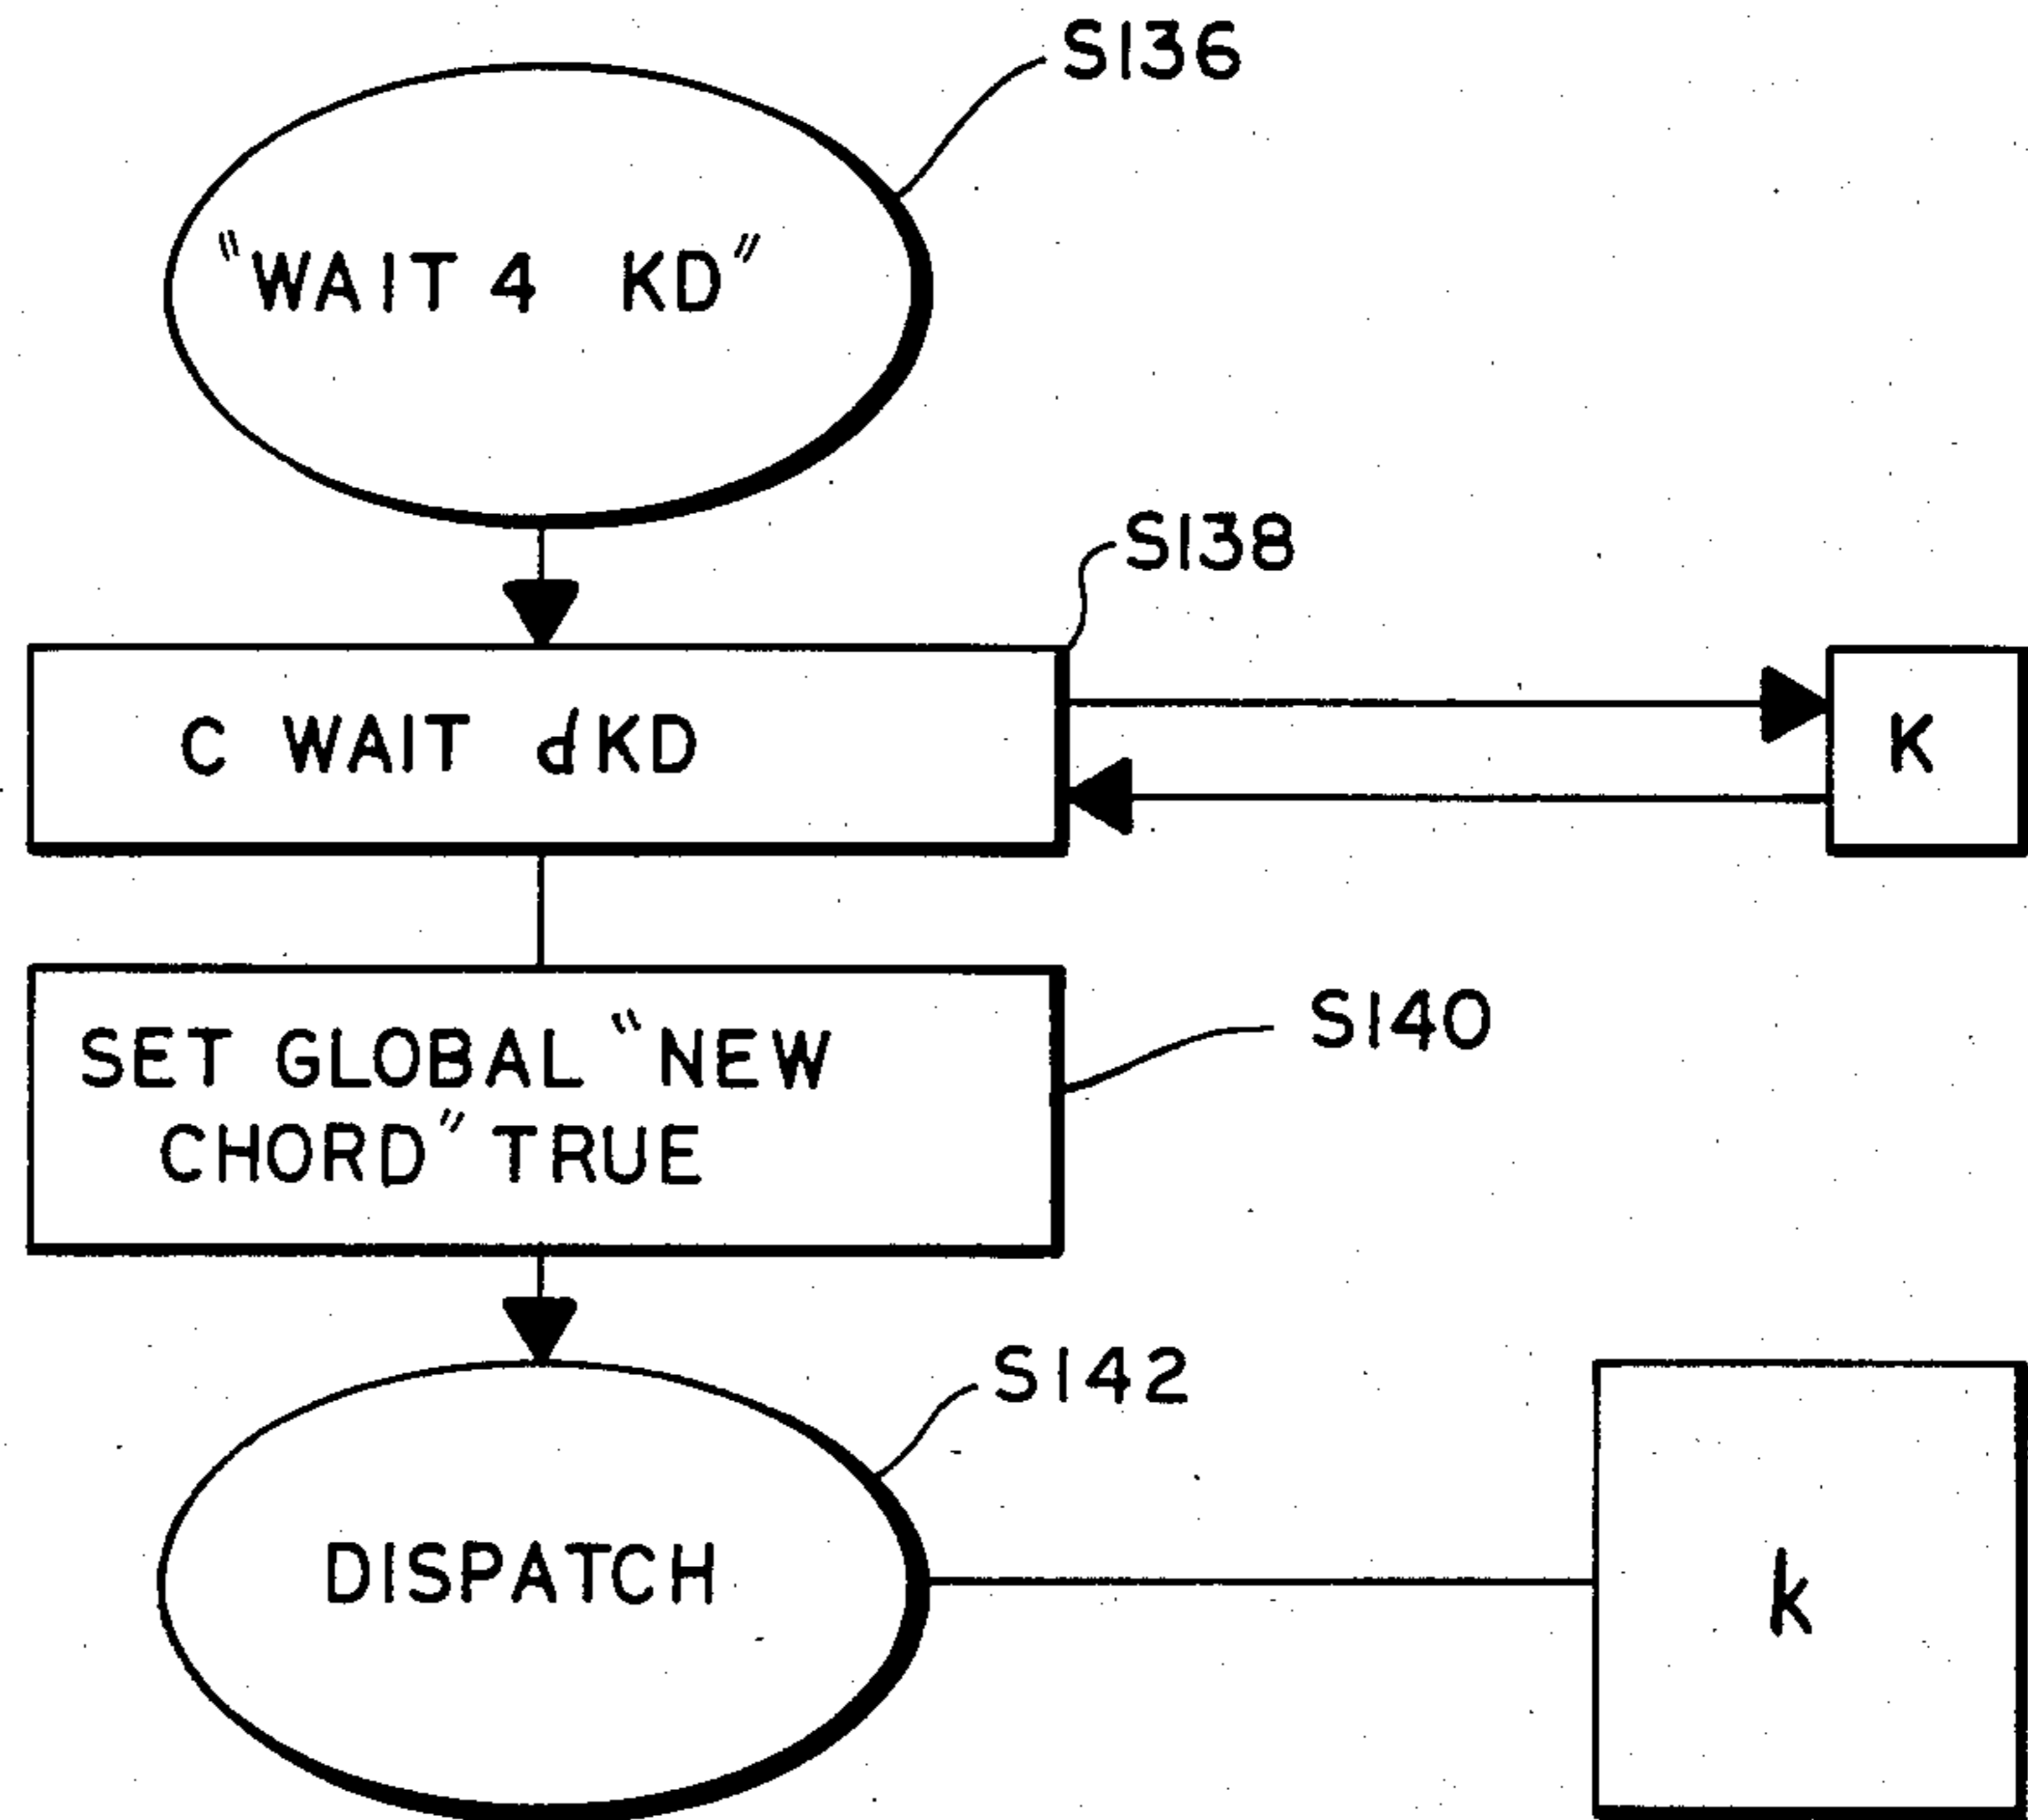 S136
"WAIT 4 KD"
S138
C WAIT dKD
K
SET GLOBAL "NEW
CHORD" TRUE
S140
S142
DISPATCH
k